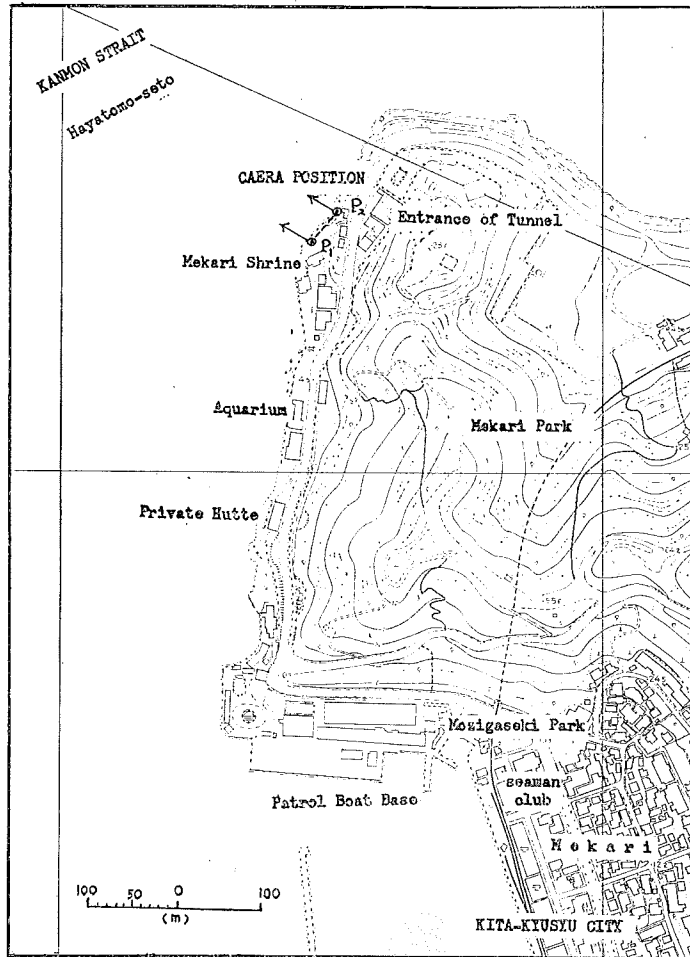 KANMON STRAIT
Hayatomo-seto
CAERA POSITION
P2
P1
Entrance of Tunnel
Mekari Shrine
Aquarium
Mekari Park
Private Hutte
Mozigaseki Park
seaman
club
Patrol Boat Base
Mekari
100 50 0 100
(m)
KITA-KYUSYU CITY